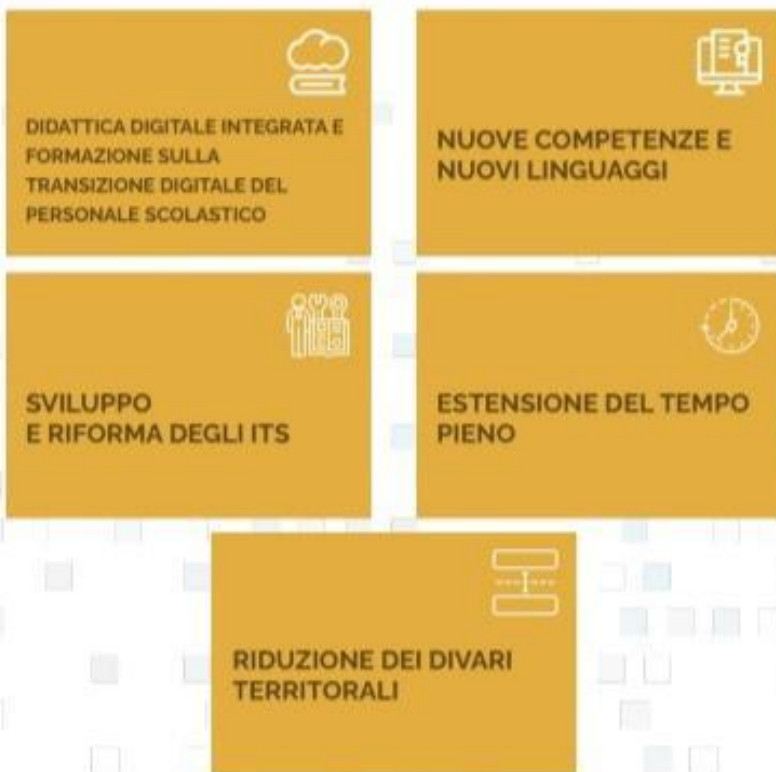 DIDATTICA DIGITALE INTEGRATA E
FORMAZIONE SULLA
TRANSIZIONE DIGITALE DEL
PERSONALE SCOLASTICO
NUOVE COMPETENZE E
NUOVI LINGUAGGI
SVILUPPO
E RIFORMA DEGLI ITS
ESTENSIONE DEL TEMPO
PIENO
RIDUZIONE DEI DIVARI
TERRITORALI